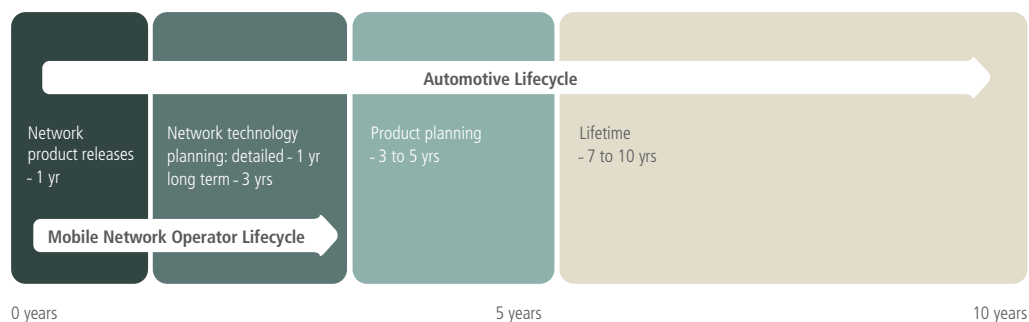 Automotive Lifecycle
Network
product releases
~ 1 yr
Network technology
planning: detailed ~ 1 yr
long term ~ 3 yrs
Product planning
~ 3 to 5 yrs
Lifetime
~ 7 to 10 yrs
Mobile Network Operator Lifecycle
0 years
5 years
10 years